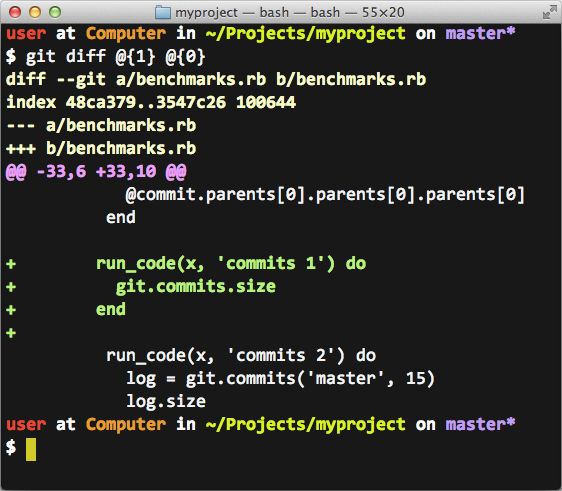 myproject — bash — bash — 55×20
user at Computer in ~/Projects/myproject on master*
$ git diff @{1} @{0}
diff --git a/benchmarks.rb b/benchmarks.rb
index 48ca379..3547c26 100644
--- a/benchmarks.rb
+++ b/benchmarks.rb
@@ -33,6 +33,10 @@
            @commit.parents[0].parents[0].parents[0]
          end

+        run_code(x, 'commits 1') do
+          git.commits.size
+        end
+
          run_code(x, 'commits 2') do
            log = git.commits('master', 15)
            log.size
user at Computer in ~/Projects/myproject on master*
$